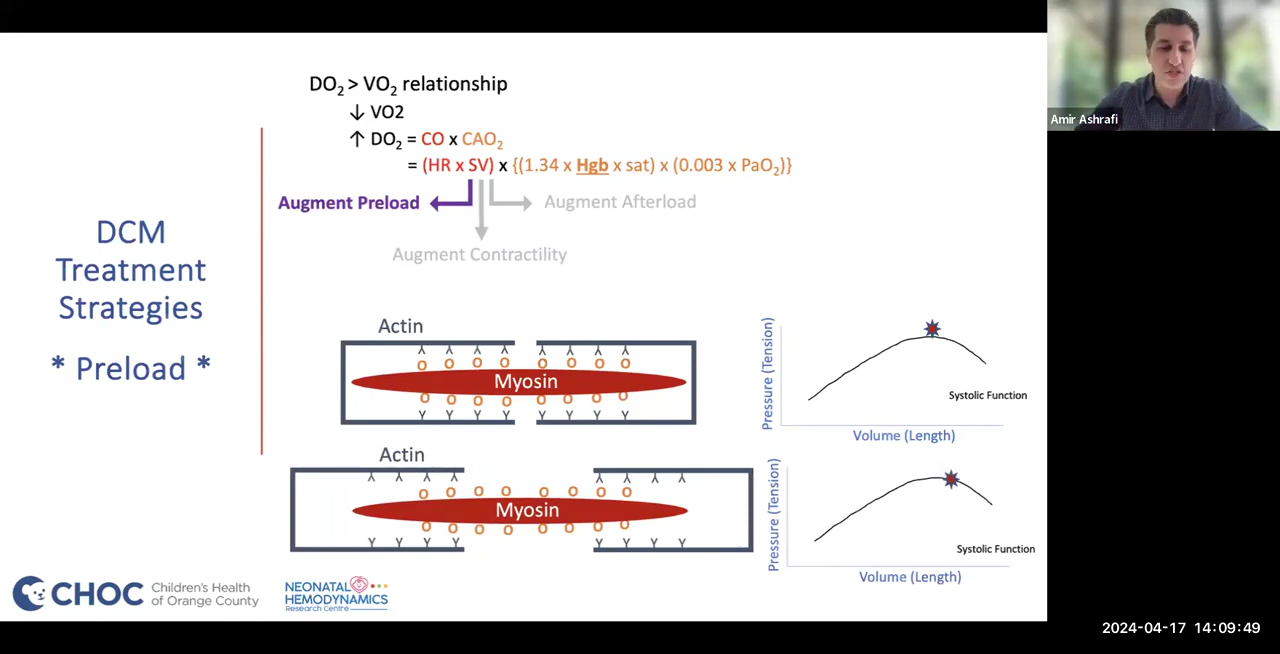 DO₂ > VO₂ relationship
↓ VO2
↑ DO₂ = CO x CAO₂
= (HR x SV) x {(1.34 x Hgb x sat) x (0.003 x PaO₂)}
Augment Preload
Augment Afterload
Augment Contractility
DCM
Treatment
Strategies
* Preload *
Actin
Myosin
Pressure (Tension)
Systolic Function
Volume (Length)
Actin
Myosin
Pressure (Tension)
Systolic Function
Volume (Length)
CHOC
Children's Health
of Orange County
NEONATAL
HEMODYNAMICS
Research Centre
Amir Ashrafi
2024-04-17 14:09:49